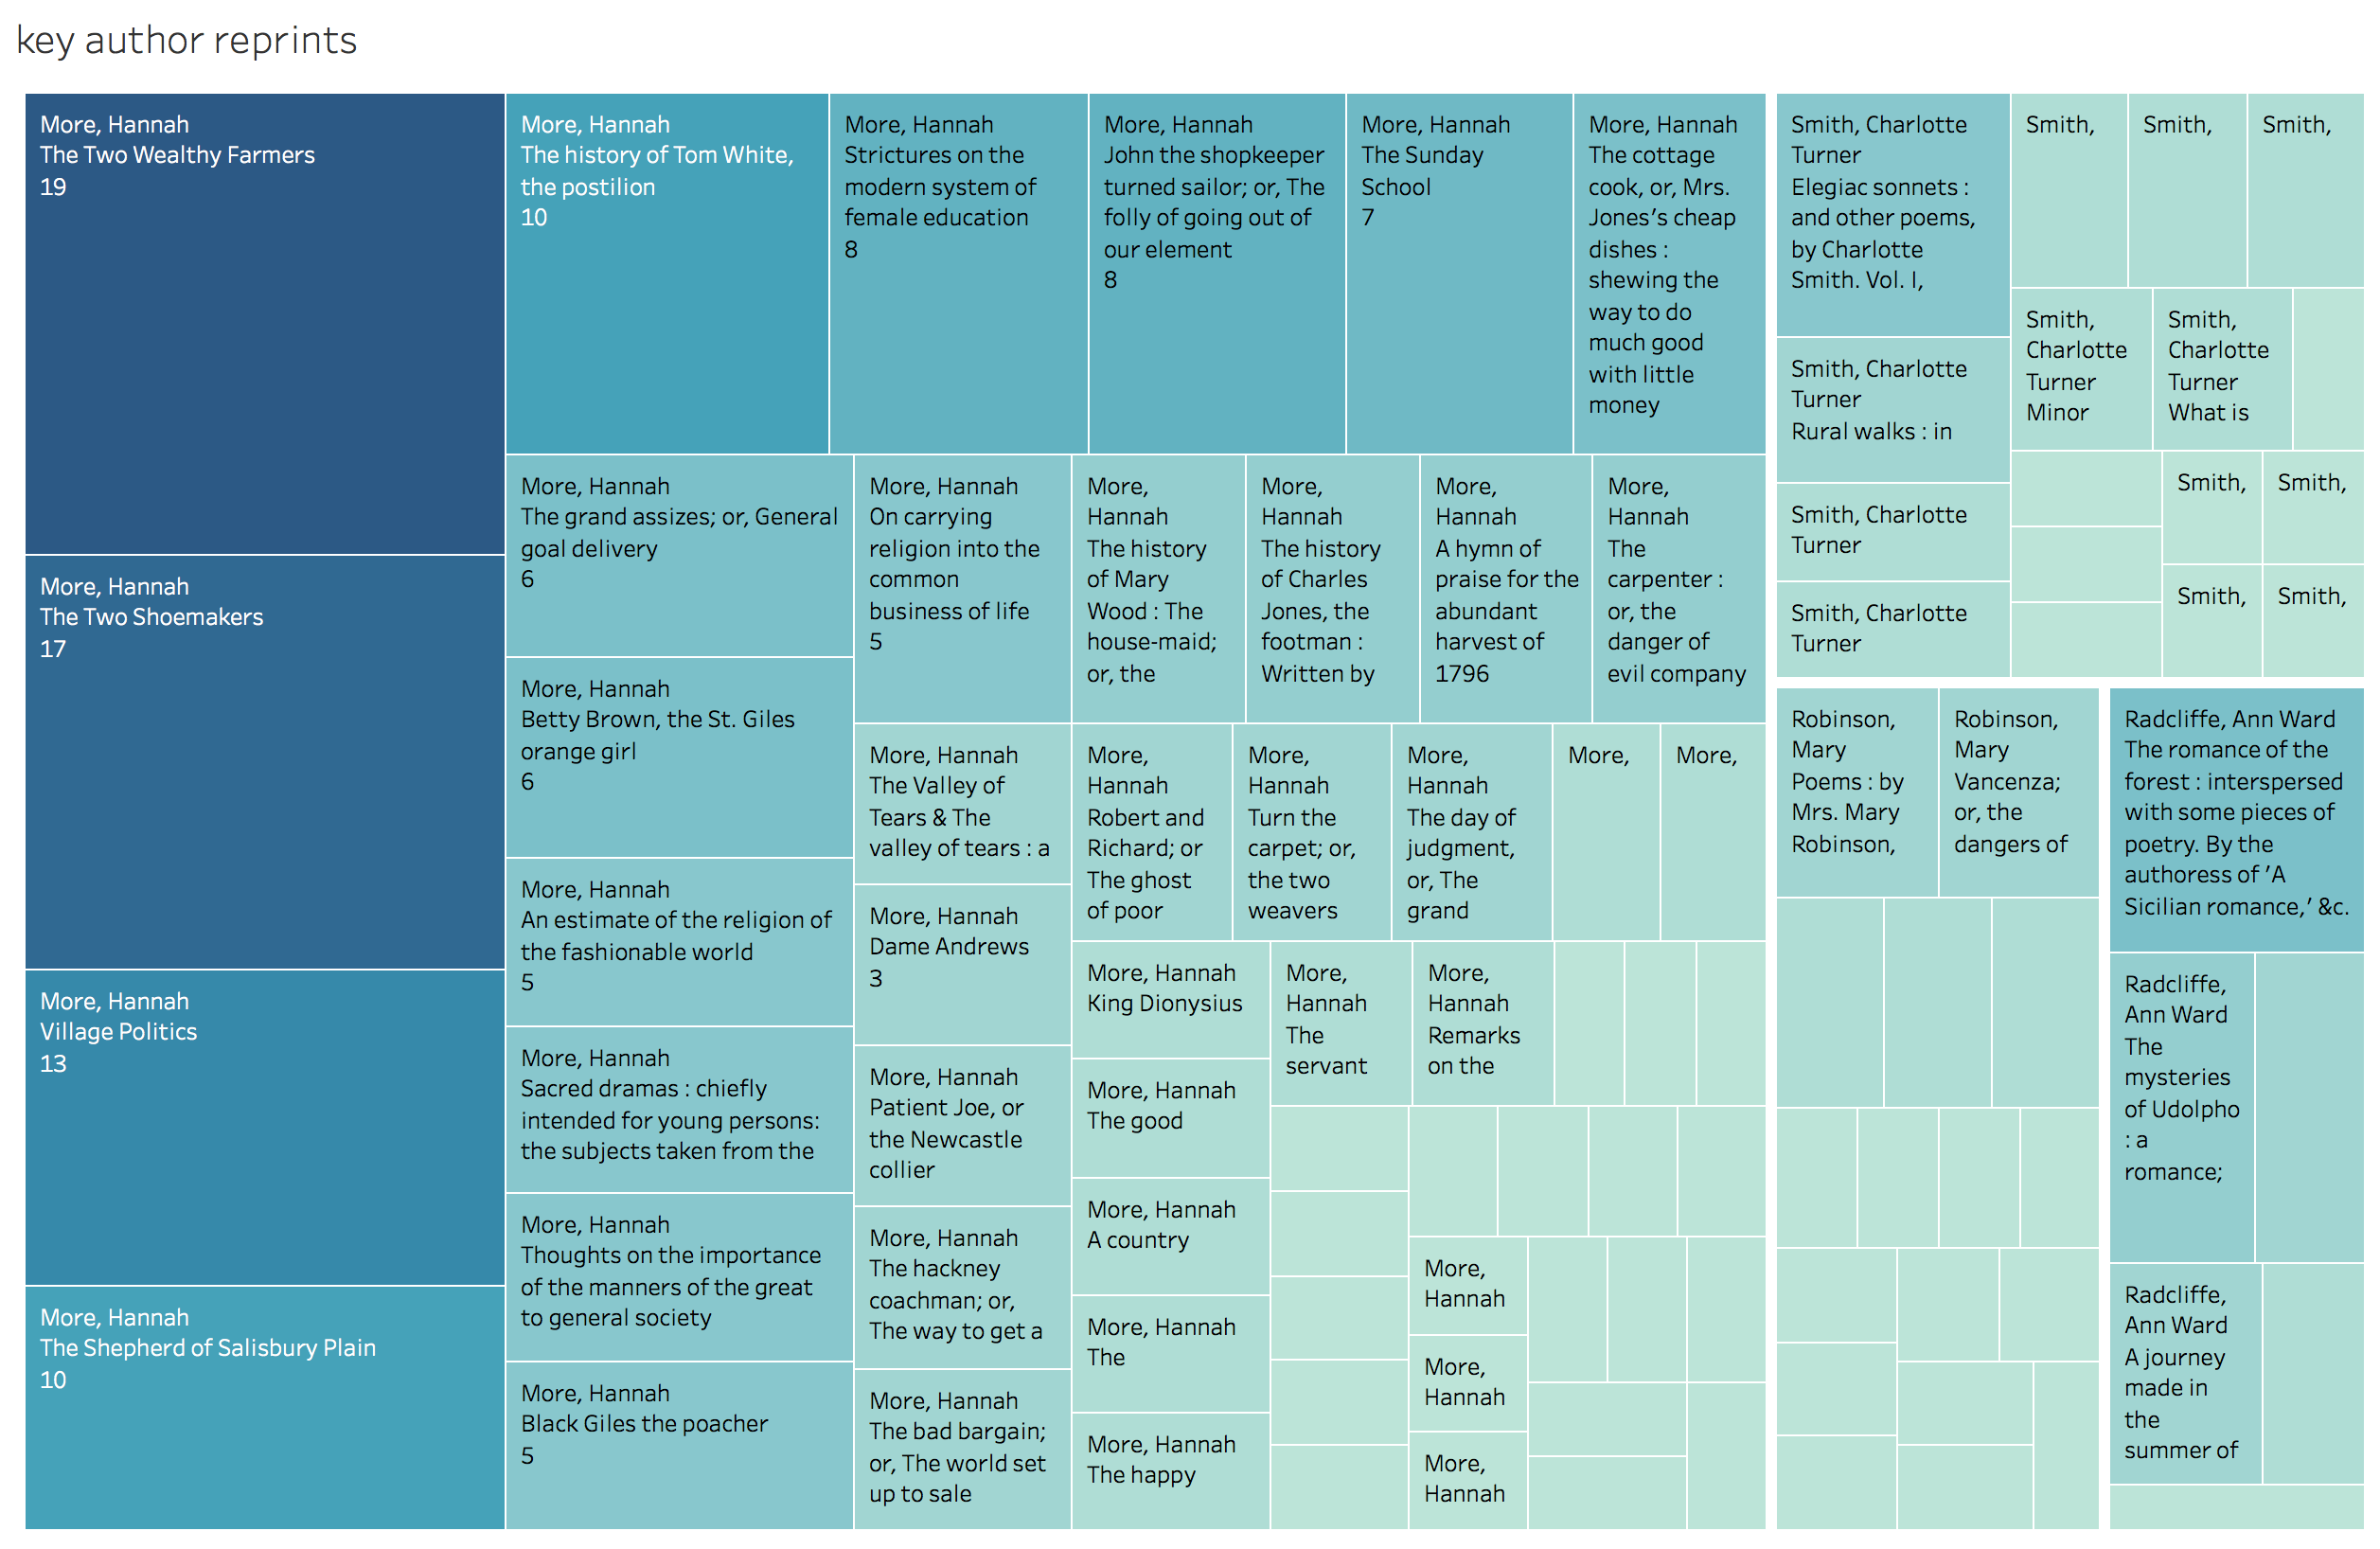 key author reprints
More, Hannah
The Two Wealthy Farmers
19
More, Hannah
The Two Shoemakers
17
More, Hannah
Village Politics
13
More, Hannah
The Shepherd of Salisbury Plain
10
More, Hannah
The history of Tom White,
the postilion
10
More, Hannah
Strictures on the
modern system of
female education
8
More, Hannah
John the shopkeeper
turned sailor; or, The
folly of going out of
our element
8
More, Hannah
The Sunday
School
7
More, Hannah
The cottage
cook, or, Mrs.
Jones's cheap
dishes :
shewing the
way to do
much good
with little
money
More, Hannah
The grand assizes; or, General
goal delivery
6
More, Hannah
Betty Brown, the St. Giles
orange girl
6
More, Hannah
An estimate of the religion of
the fashionable world
5
More, Hannah
Sacred dramas : chiefly
intended for young persons:
the subjects taken from the
More, Hannah
Thoughts on the importance
of the manners of the great
to general society
More, Hannah
Black Giles the poacher
5
More, Hannah
On carrying
religion into the
common
business of life
5
More, Hannah
The Valley of
Tears & The
valley of tears : a
More, Hannah
Dame Andrews
3
More, Hannah
Patient Joe, or
the Newcastle
collier
More, Hannah
The hackney
coachman; or,
The way to get a
More, Hannah
The bad bargain;
or, The world set
up to sale
More,
Hannah
The history
of Mary
Wood : The
house-maid;
or, the
More,
Hannah
The history
of Charles
Jones, the
footman :
Written by
More,
Hannah
A hymn of
praise for the
abundant
harvest of
1796
More,
Hannah
The
carpenter :
or, the
danger of
evil company
More,
Hannah
Robert and
Richard; or
The ghost
of poor
More,
Hannah
Turn the
carpet; or,
the two
weavers
More,
Hannah
The day of
judgment,
or, The
grand
More,
More,
More, Hannah
King Dionysius
More, Hannah
The good
More, Hannah
A country
More, Hannah
The
More, Hannah
The happy
More,
Hannah
The
servant
More,
Hannah
Remarks
on the
More,
Hannah
More,
Hannah
More,
Hannah
Smith, Charlotte
Turner
Elegiac sonnets :
and other poems,
by Charlotte
Smith. Vol. I,
Smith, Charlotte
Turner
Rural walks : in
Smith, Charlotte
Turner
Smith, Charlotte
Turner
Smith,
Smith,
Smith,
Smith,
Charlotte
Turner
Minor
Smith,
Charlotte
Turner
What is
Smith,
Smith,
Smith,
Smith,
Robinson,
Mary
Poems : by
Mrs. Mary
Robinson,
Robinson,
Mary
Vancenza;
or, the
dangers of
Radcliffe, Ann Ward
The romance of the
forest : interspersed
with some pieces of
poetry. By the
authoress of 'A
Sicilian romance,' &c.
Radcliffe,
Ann Ward
The
mysteries
of Udolpho
: a
romance;
Radcliffe,
Ann Ward
A journey
made in
the
summer of